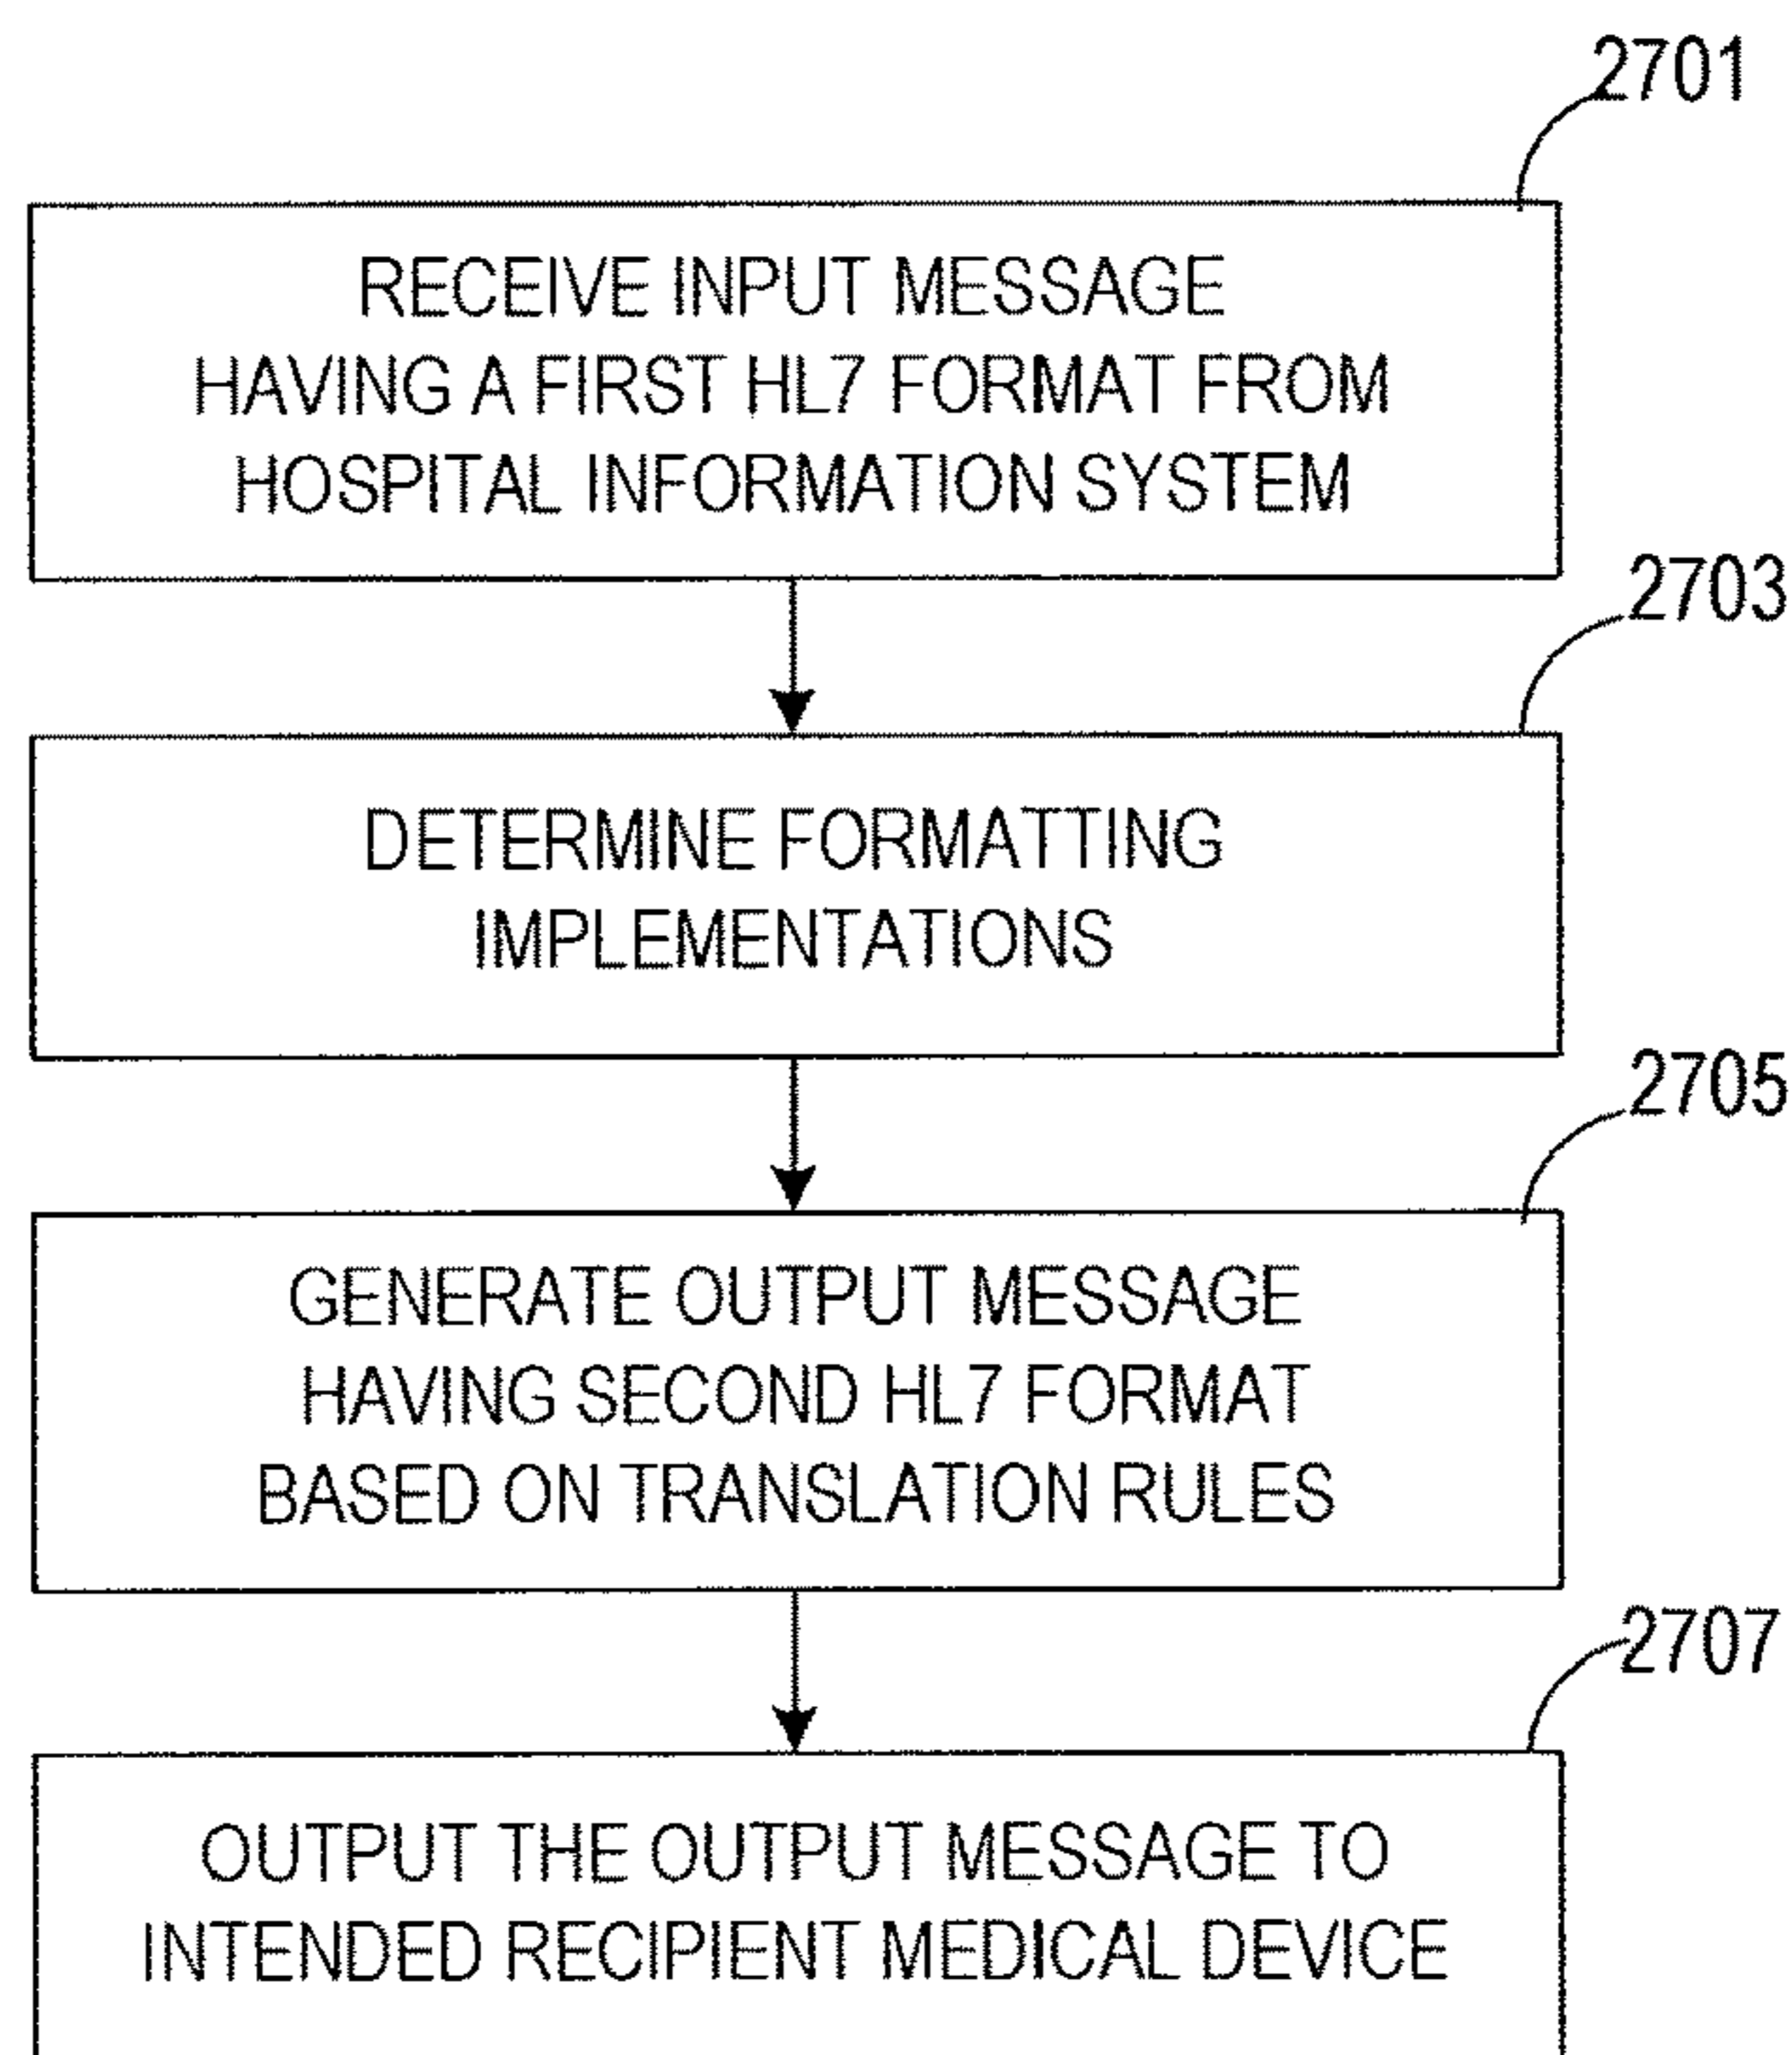 2701
RECEIVE INPUT MESSAGE
HAVING A FIRST HL7 FORMAT FROM
HOSPITAL INFORMATION SYSTEM
2703
DETERMINE FORMATTING
IMPLEMENTATIONS
2705
GENERATE OUTPUT MESSAGE
HAVING SECOND HL7 FORMAT
BASED ON TRANSLATION RULES
2707
OUTPUT THE OUTPUT MESSAGE TO
INTENDED RECIPIENT MEDICAL DEVICE